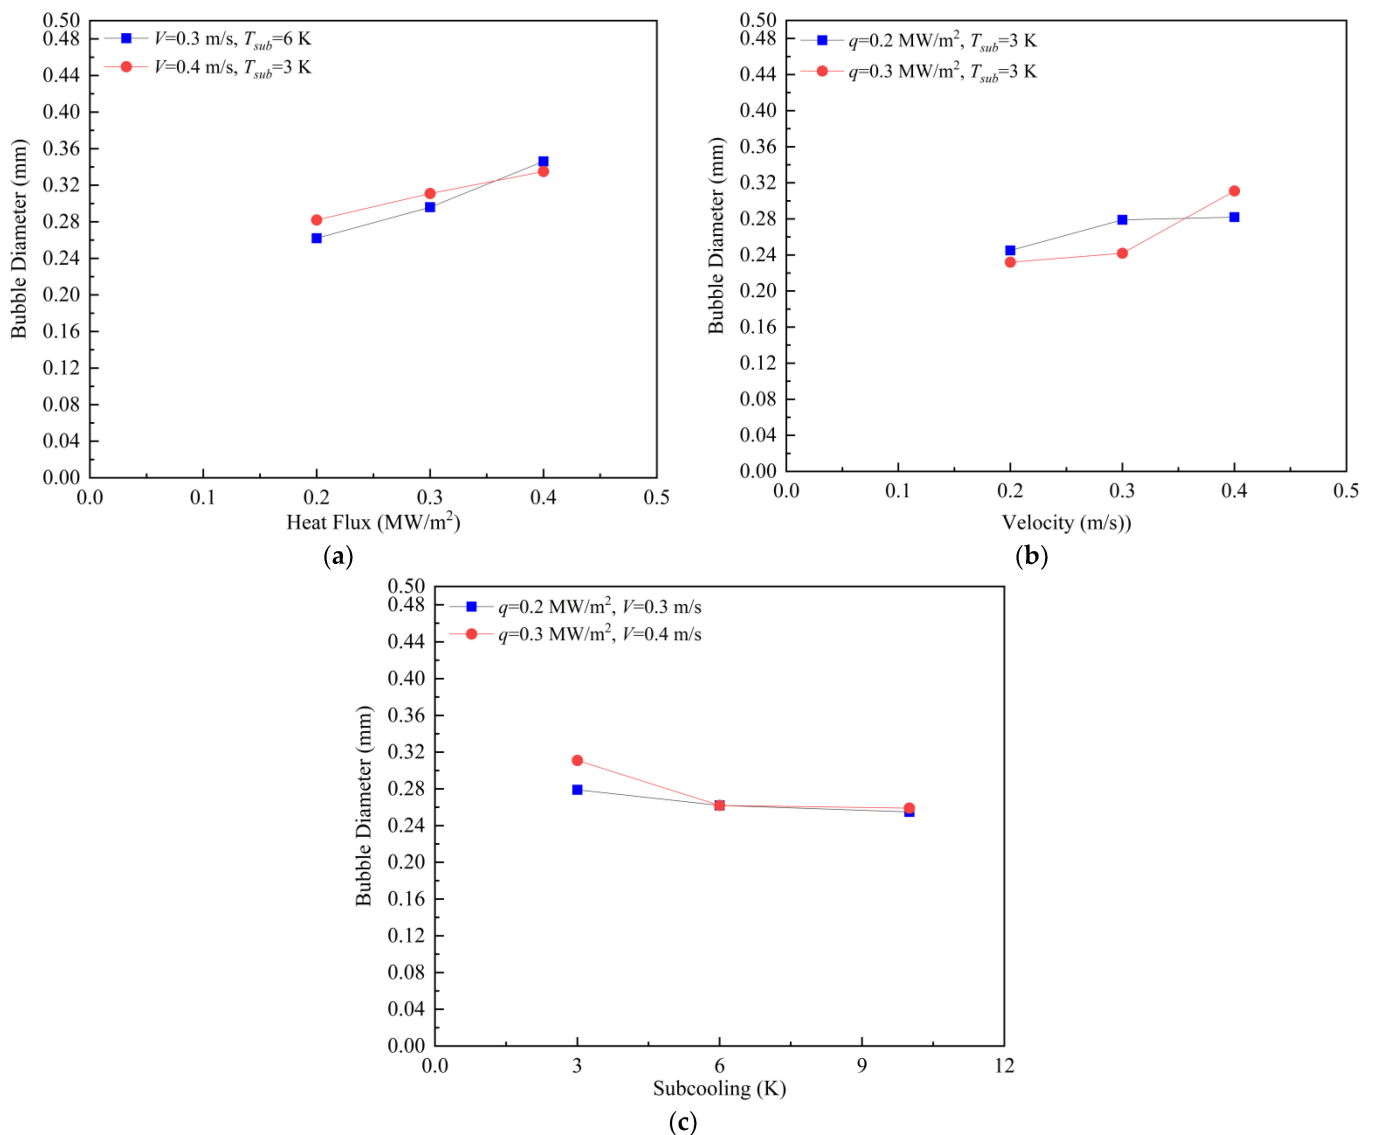 V=0.3 m/s, Tsub=6 K
V=0.4 m/s, Tsub=3 K
Bubble Diameter (mm)
0.50
0.48
0.44
0.40
0.36
0.32
0.28
0.24
0.20
0.16
0.12
0.08
0.04
0.00
0.0 0.1 0.2 0.3 0.4 0.5
Heat Flux (MW/m²)
(a)
q=0.2 MW/m², Tsub=3 K
q=0.3 MW/m², Tsub=3 K
Bubble Diameter (mm)
0.50
0.48
0.44
0.40
0.36
0.32
0.28
0.24
0.20
0.16
0.12
0.08
0.04
0.00
0.0 0.1 0.2 0.3 0.4 0.5
Velocity (m/s))
(b)
q=0.2 MW/m², V=0.3 m/s
q=0.3 MW/m², V=0.4 m/s
Bubble Diameter (mm)
0.50
0.48
0.44
0.40
0.36
0.32
0.28
0.24
0.20
0.16
0.12
0.08
0.04
0.00
0.0 3 6 9 12
Subcooling (K)
(c)